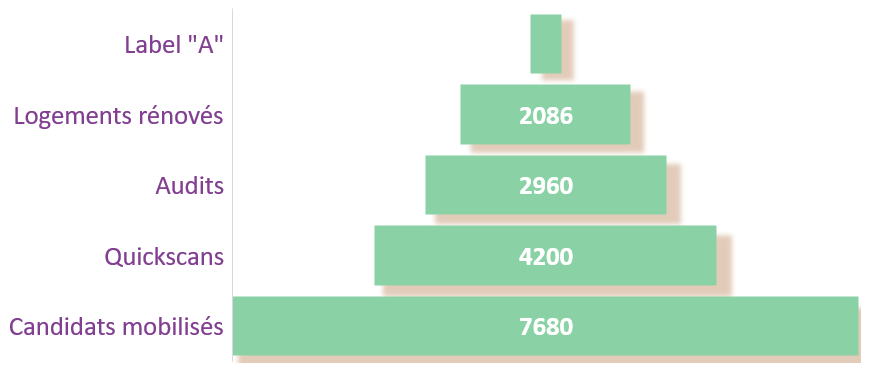 Label "A"
Logements rénovés 2086
Audits 2960
Quickscans 4200
Candidats mobilisés 7680